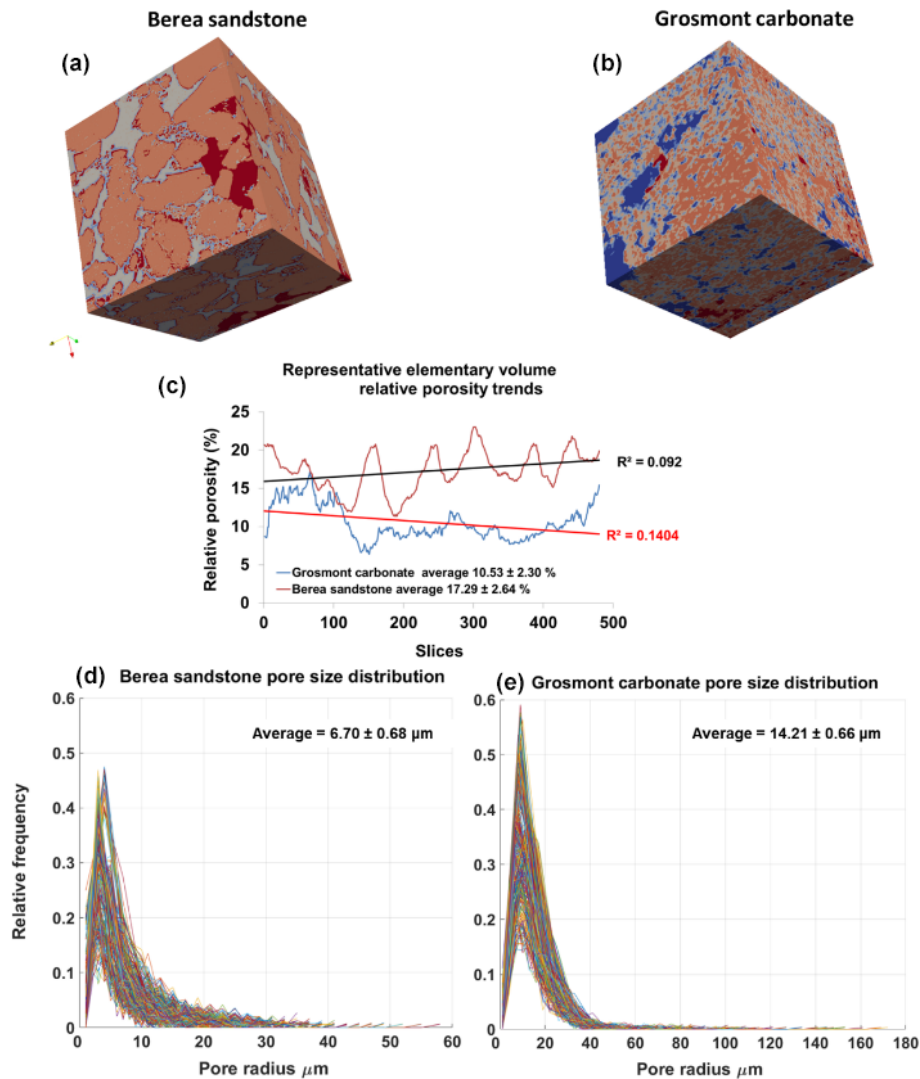 Berea sandstone
Grosmont carbonate
(a)
(b)
(c)
Representative elementary volume
relative porosity trends
Relative porosity (%)
25
20
15
10
5
0
R² = 0.092
R² = 0.1404
Grosmont carbonate average 10.53 ± 2.30 %
Berea sandstone average 17.29 ± 2.64 %
0 100 200 300 400 500
Slices
(d) Berea sandstone pore size distribution
Average = 6.70 ± 0.68 µm
Relative frequency
0.6
0.5
0.4
0.3
0.2
0.1
0
0 10 20 30 40 50 60
Pore radius μm
(e) Grosmont carbonate pore size distribution
Average = 14.21 ± 0.66 µm
0.6
0.5
0.4
0.3
0.2
0.1
0
0 20 40 60 80 100 120 140 160 180
Pore radius μm